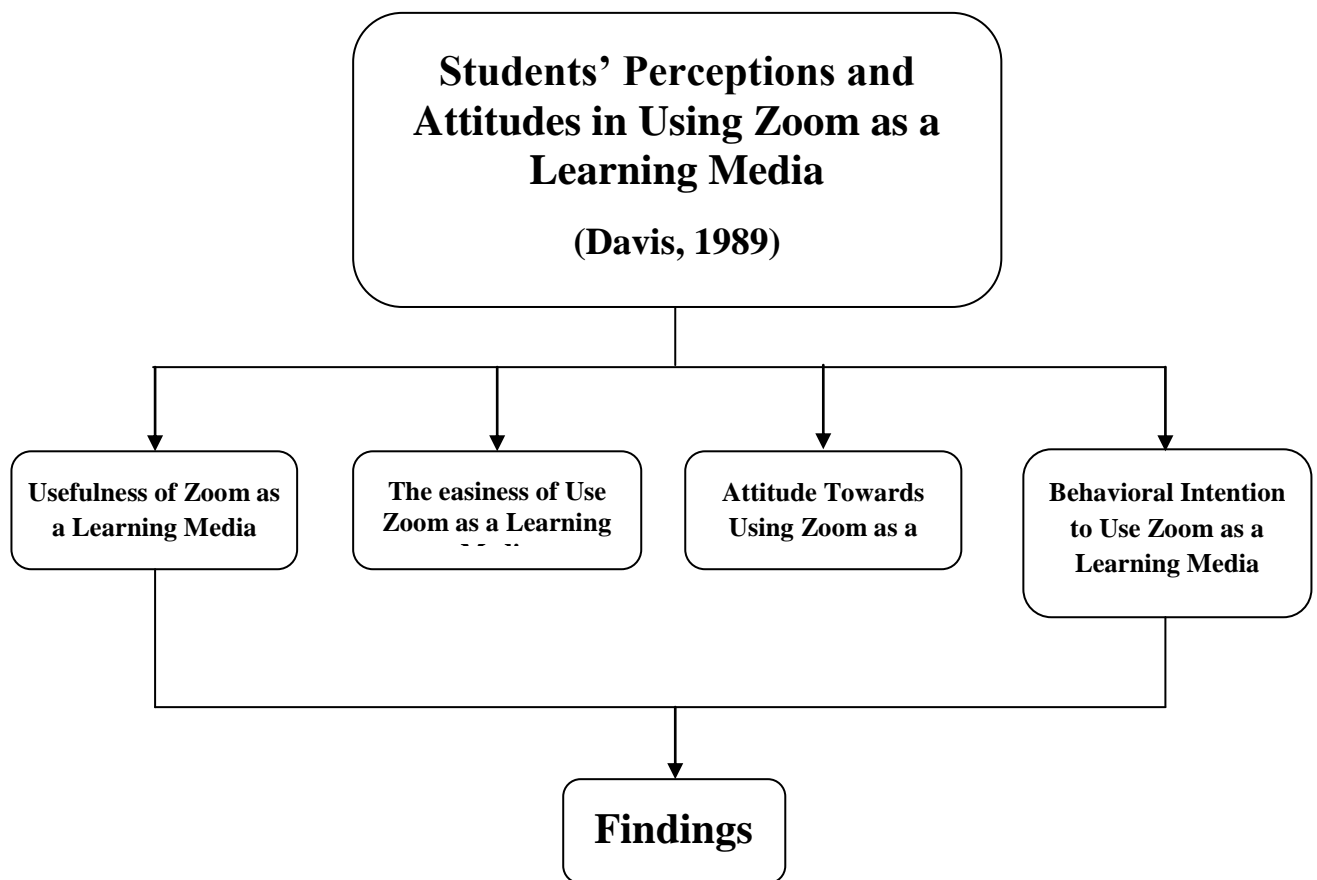 Students’ Perceptions and
Attitudes in Using Zoom as a
Learning Media
(Davis, 1989)
Usefulness of Zoom as
a Learning Media
The easiness of Use
Zoom as a Learning
Attitude Towards
Using Zoom as a
Behavioral Intention
to Use Zoom as a
Learning Media
Findings